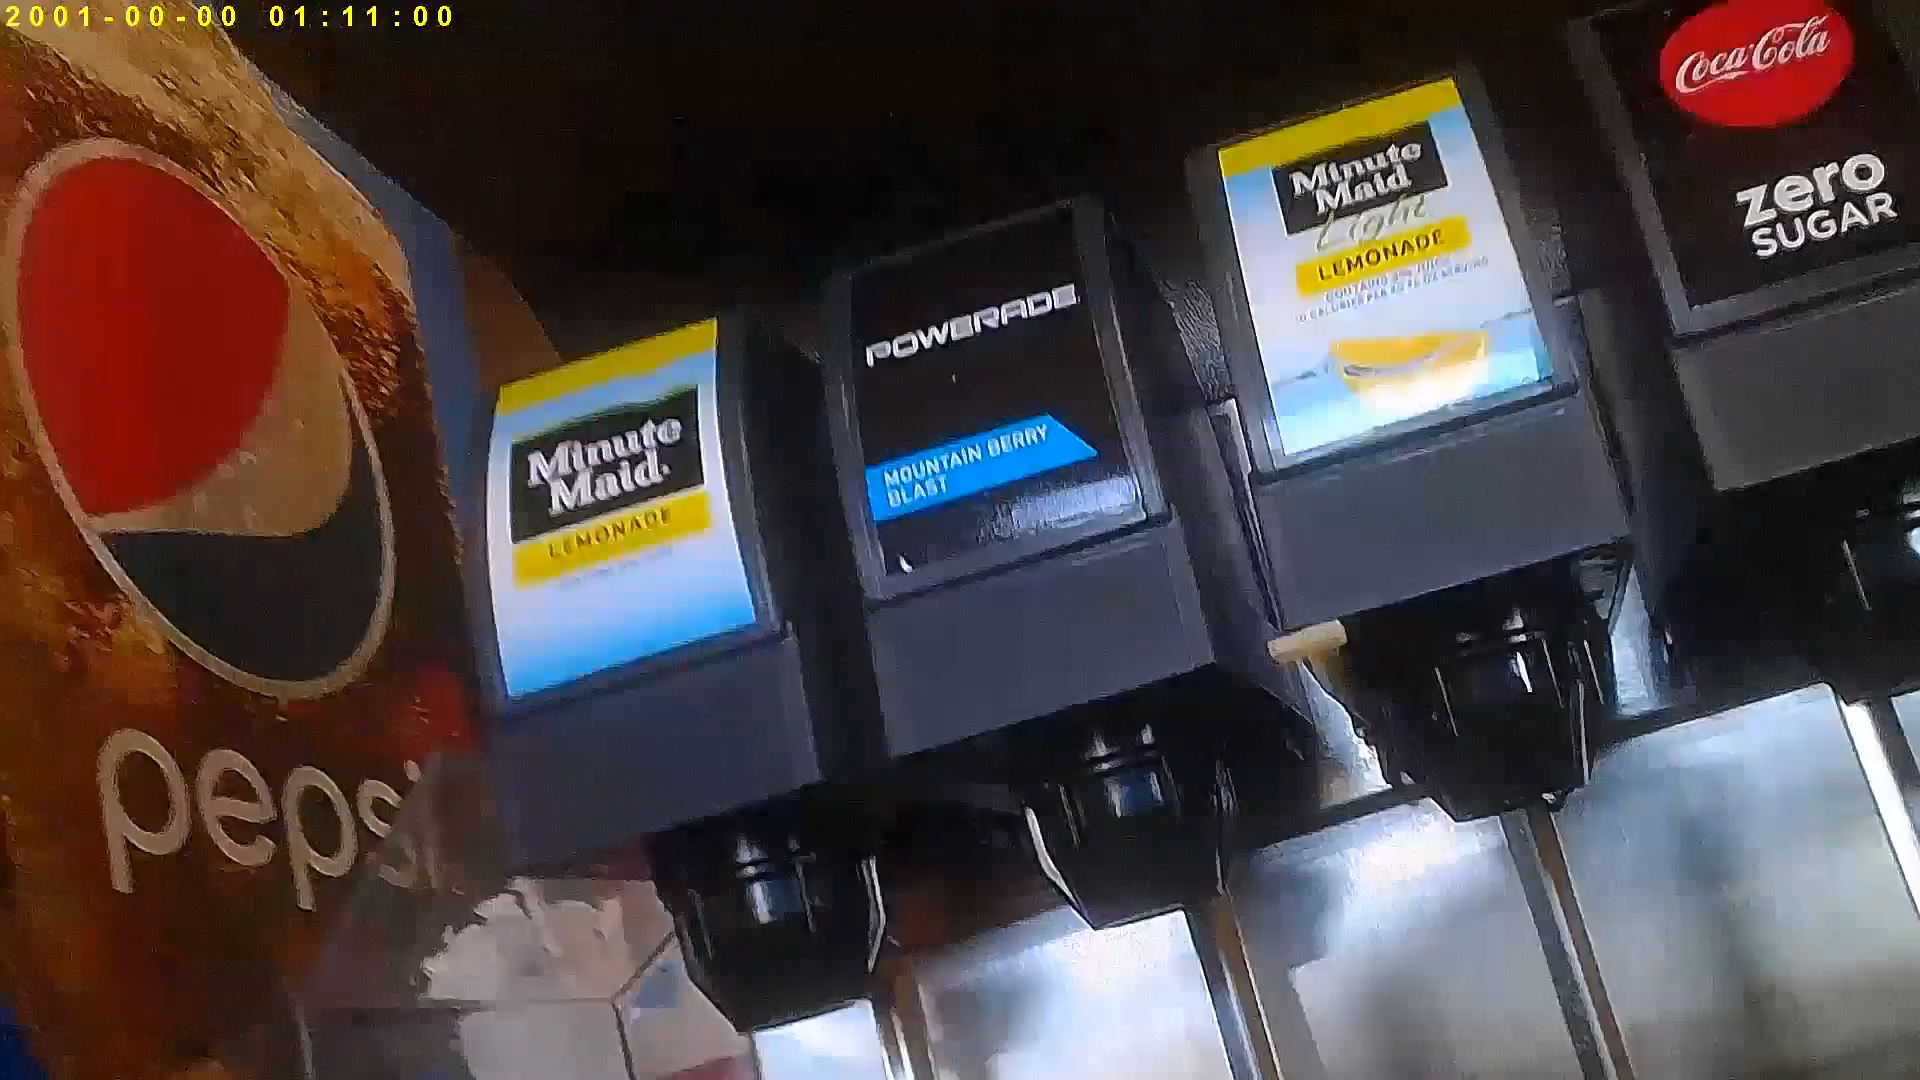 2001-00-00 01:11:00
pepsi
Minute
Maid
LEMONADE
POWERADE
MOUNTAIN BERRY
BLAST
Minute
Maid
Light
LEMONADE
Coca-Cola
zero
SUGAR